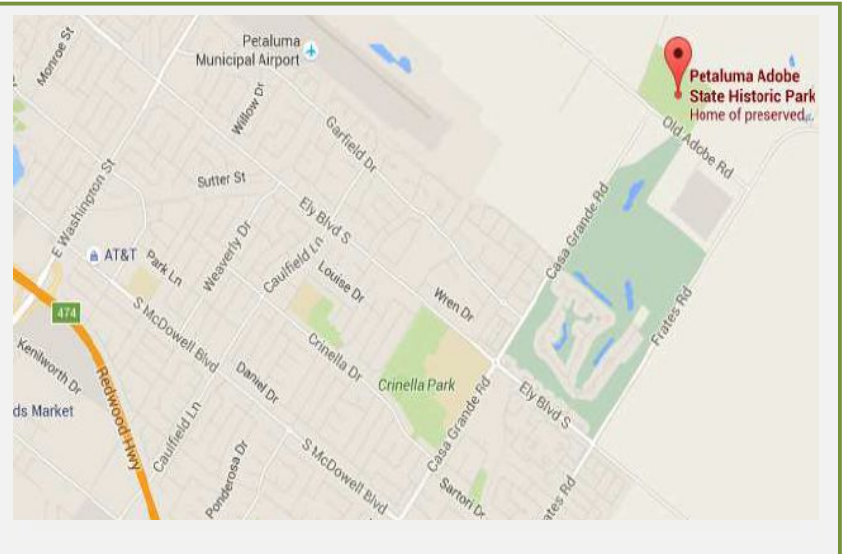 Monroe St
Petaluma
Municipal Airport
Petaluma Adobe
State Historic Park
Home of preserved...
Willow Dr
Garfield Dr
Old Adobe Rd
E Washington St
Sutter St
Ely Blvd S
Casa Grande Rd
AT&T
Park Ln
Weaverly Dr
Caulfield Ln
Louise Dr
Wren Dr
Frates Rd
474
S McDowell Blvd
Crinella Dr
Kenilworth Dr
Redwood Hwy
Daniel Dr
Crinella Park
Ely Blvd S
ds Market
Caulfield Ln
Ponderosa Dr
S McDowell Blvd
Casa Grande Rd
Sartori Dr
ates Rd